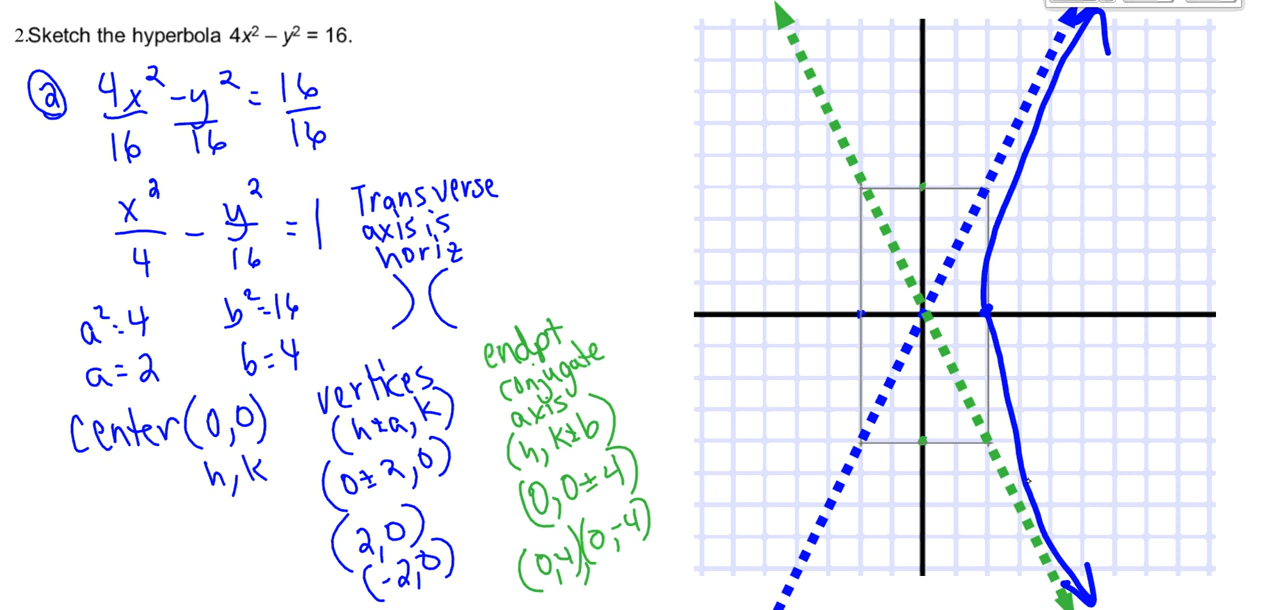 2.Sketch the hyperbola 4x² – y² = 16.
② 4x²/16 - y²/16 = 16/16
x²/4 - y²/16 = 1
Transverse
axis is
horiz
)(
a²=4 b²=16
a=2 b=4
Center (0,0)
h,k
vertices
(h±a, k)
(0±2, 0)
(2,0)
(-2,0)
endpt
conjugate
axis
(h, k±b)
(0, 0±4)
(0,4);(0,-4)